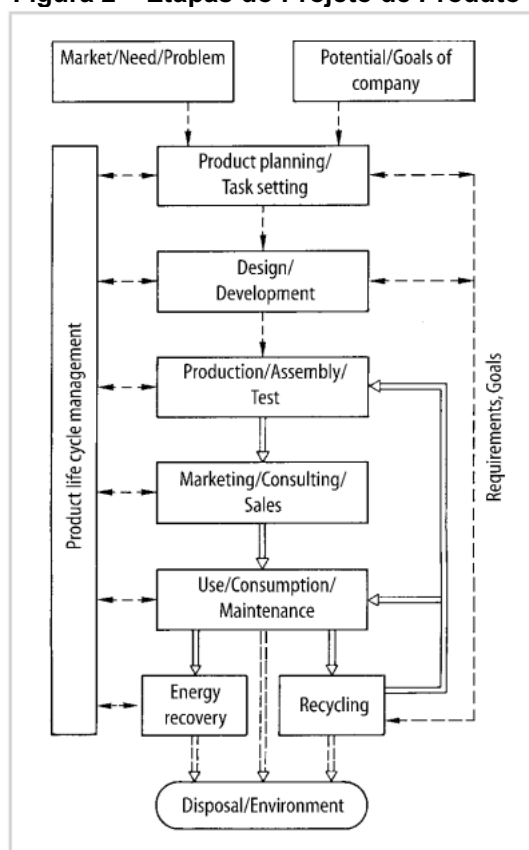 Figura 2 – Etapas do Projeto de Produto
Market/Need/Problem
Potential/Goals of
company
Product planning/
Task setting
Design/
Development
Production/Assembly/
Test
Marketing/Consulting/
Sales
Use/Consumption/
Maintenance
Energy
recovery
Recycling
Disposal/Environment
Product life cycle management
Requirements, Goals